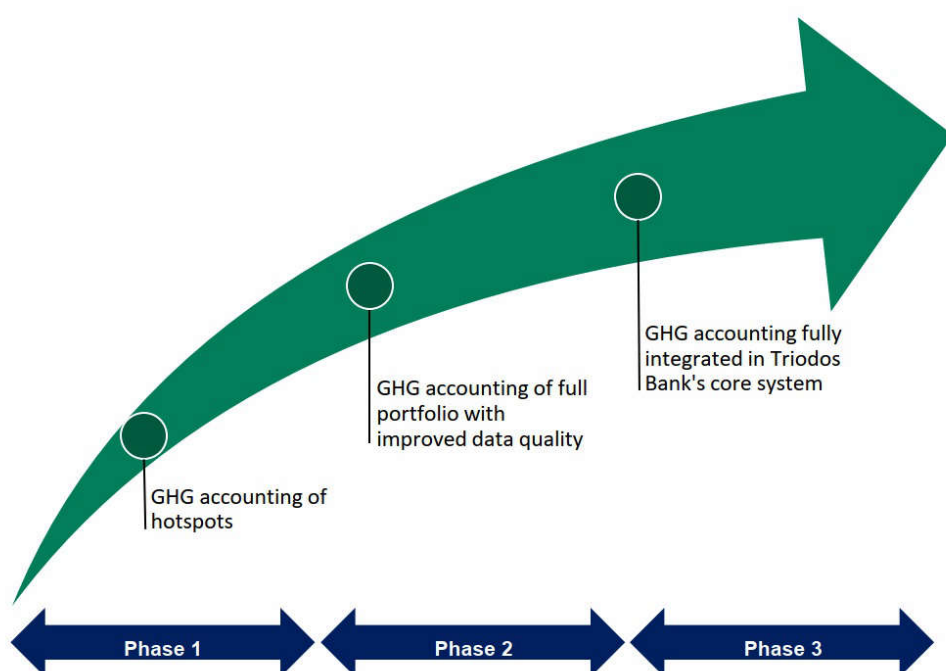 GHG accounting of
hotspots
GHG accounting of full
portfolio with
improved data quality
GHG accounting fully
integrated in Triodos
Bank's core system
Phase 1
Phase 2
Phase 3